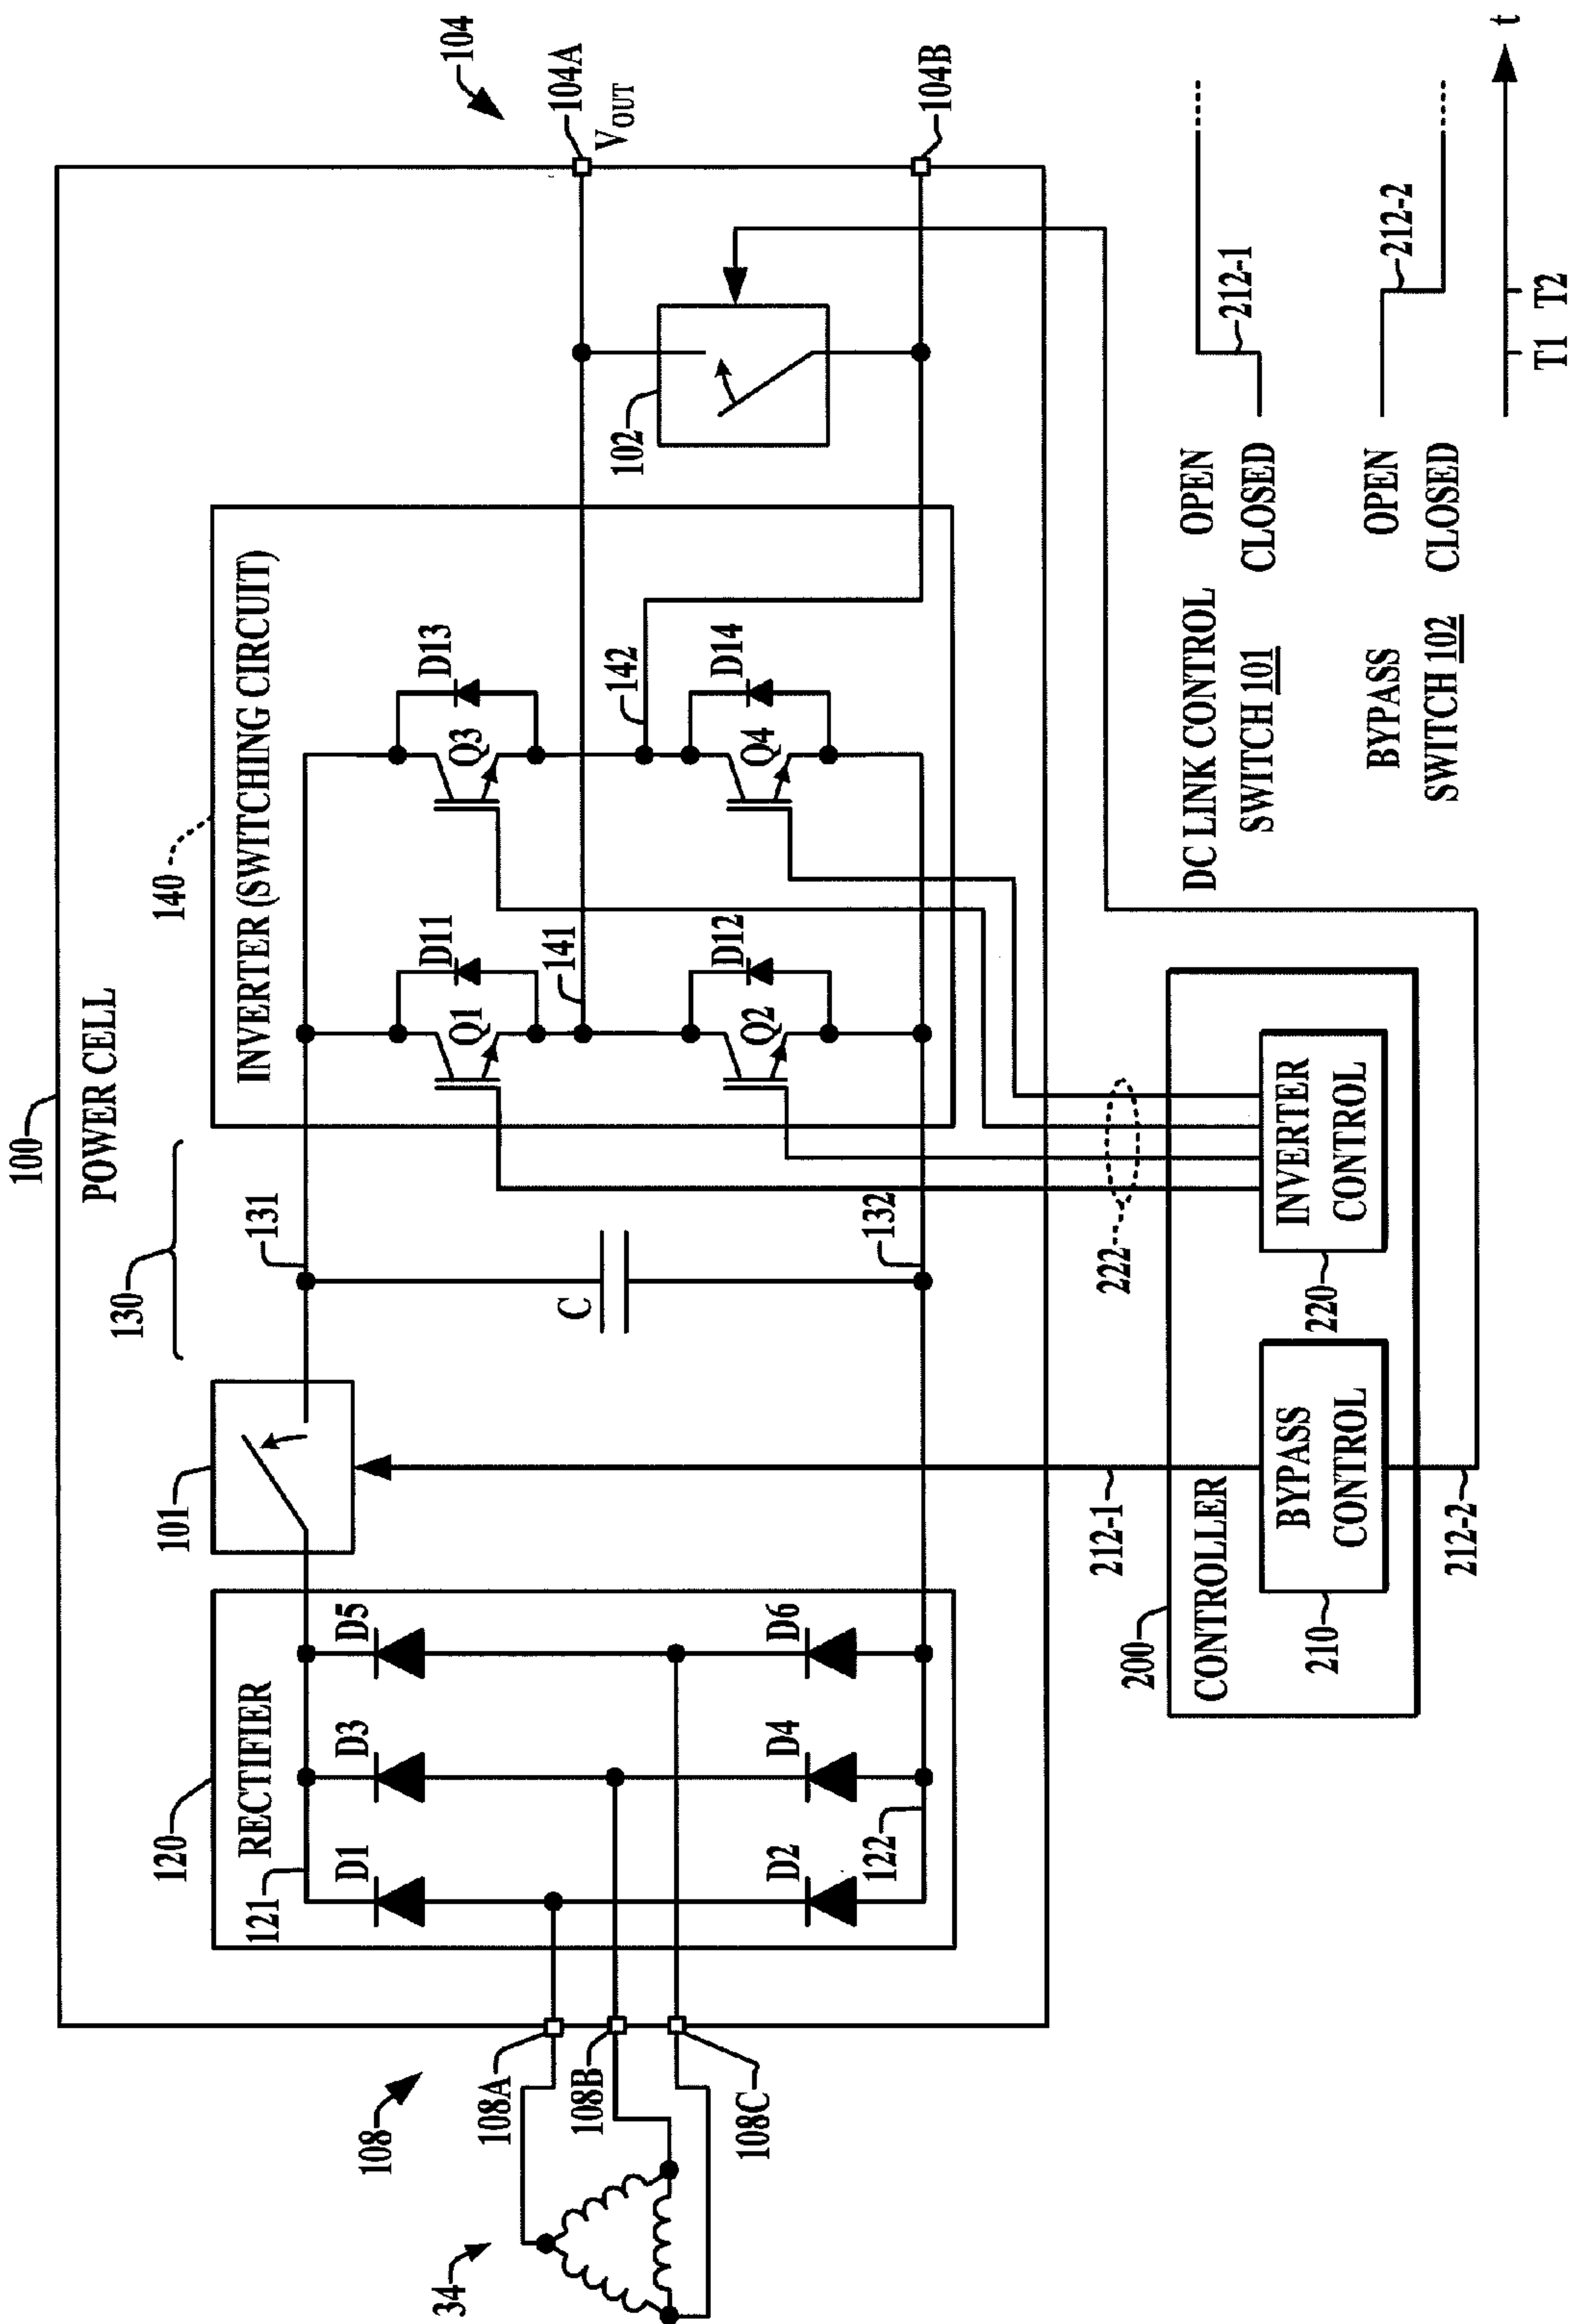 100
POWER CELL
130
120
RECTIFIER
121
D1
D3
D5
D2
D4
D6
122
101
131
C
132
140
INVERTER (SWITCHING CIRCUIT)
D11
Q1
141
D12
Q2
D13
Q3
142
D14
Q4
102
104
104A
VOUT
104B
108
108A
108B
108C
34
200
CONTROLLER
210
BYPASS
CONTROL
220
INVERTER
CONTROL
222
212-1
212-2
DC LINK CONTROL
SWITCH 101
OPEN
CLOSED
212-1
BYPASS
SWITCH 102
OPEN
CLOSED
212-2
T1
T2
t